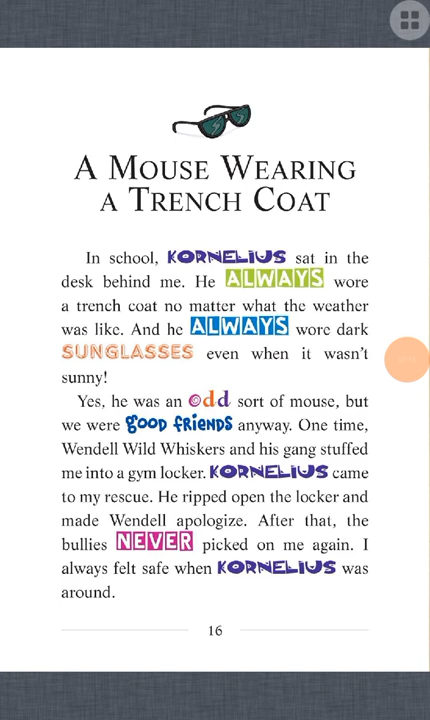 A MOUSE WEARING
A TRENCH COAT
In school, KORNELIUS sat in the
desk behind me. He ALWAYS wore
a trench coat no matter what the weather
was like. And he ALWAYS wore dark
SUNGLASSES even when it wasn't
sunny!
Yes, he was an odd sort of mouse, but
we were good friends anyway. One time,
Wendell Wild Whiskers and his gang stuffed
me into a gym locker. KORNELIUS came
to my rescue. He ripped open the locker and
made Wendell apologize. After that, the
bullies NEVER picked on me again. I
always felt safe when KORNELIUS was
around.
16